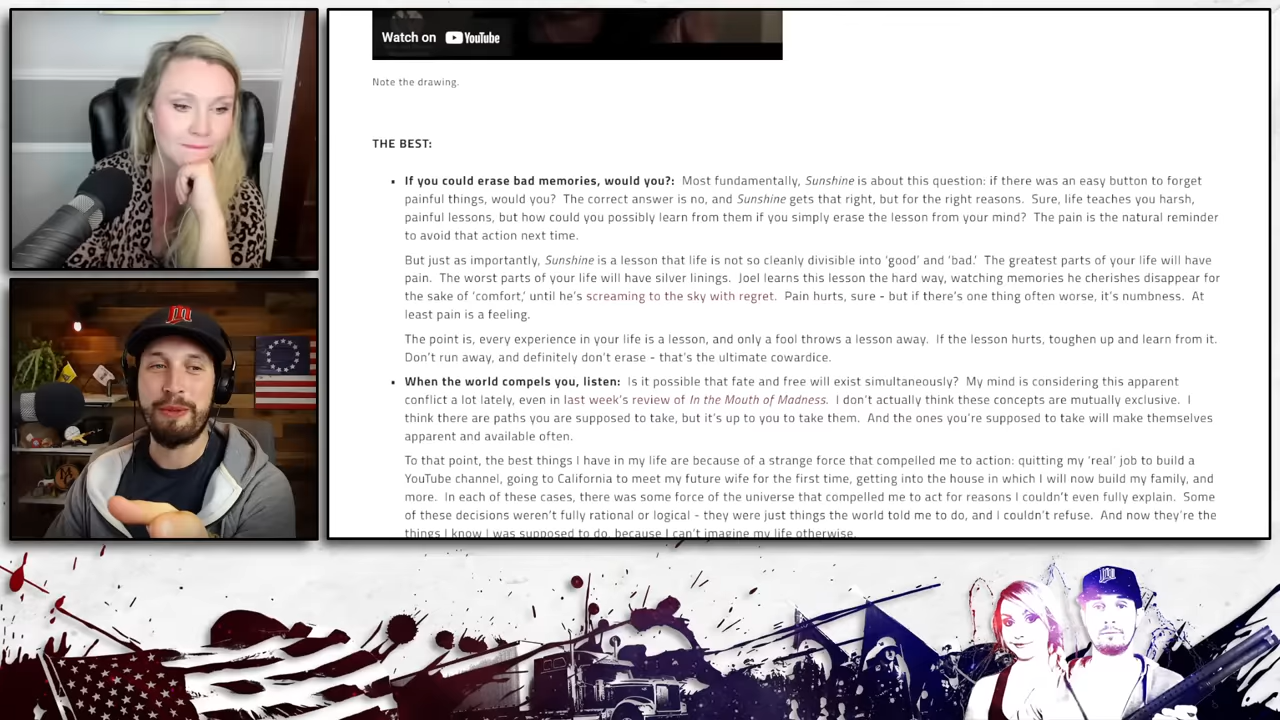 Watch on YouTube
Note the drawing.
THE BEST:
▪ If you could erase bad memories, would you?: Most fundamentally, Sunshine is about this question: if there was an easy button to forget
painful things, would you? The correct answer is no, and Sunshine gets that right, but for the right reasons. Sure, life teaches you harsh,
painful lessons, but how could you possibly learn from them if you simply erase the lesson from your mind? The pain is the natural reminder
to avoid that action next time.
But just as importantly, Sunshine is a lesson that life is not so cleanly divisible into ‘good’ and ‘bad.’ The greatest parts of your life will have
pain. The worst parts of your life will have silver linings. Joel learns this lesson the hard way, watching memories he cherishes disappear for
the sake of ‘comfort,’ until he’s screaming to the sky with regret. Pain hurts, sure - but if there’s one thing often worse, it’s numbness. At
least pain is a feeling.
The point is, every experience in your life is a lesson, and only a fool throws a lesson away. If the lesson hurts, toughen up and learn from it.
Don’t run away, and definitely don’t erase - that’s the ultimate cowardice.
▪ When the world compels you, listen: Is it possible that fate and free will exist simultaneously? My mind is considering this apparent
conflict a lot lately, even in last week’s review of In the Mouth of Madness. I don’t actually think these concepts are mutually exclusive. I
think there are paths you are supposed to take, but it’s up to you to take them. And the ones you’re supposed to take will make themselves
apparent and available often.
To that point, the best things I have in my life are because of a strange force that compelled me to action: quitting my ‘real’ job to build a
YouTube channel, going to California to meet my future wife for the first time, getting into the house in which I will now build my family, and
more. In each of these cases, there was some force of the universe that compelled me to act for reasons I couldn’t even fully explain. Some
of these decisions weren’t fully rational or logical - they were just things the world told me to do, and I couldn’t refuse. And now they’re the
things I know I was supposed to do, because I can’t imagine my life otherwise.